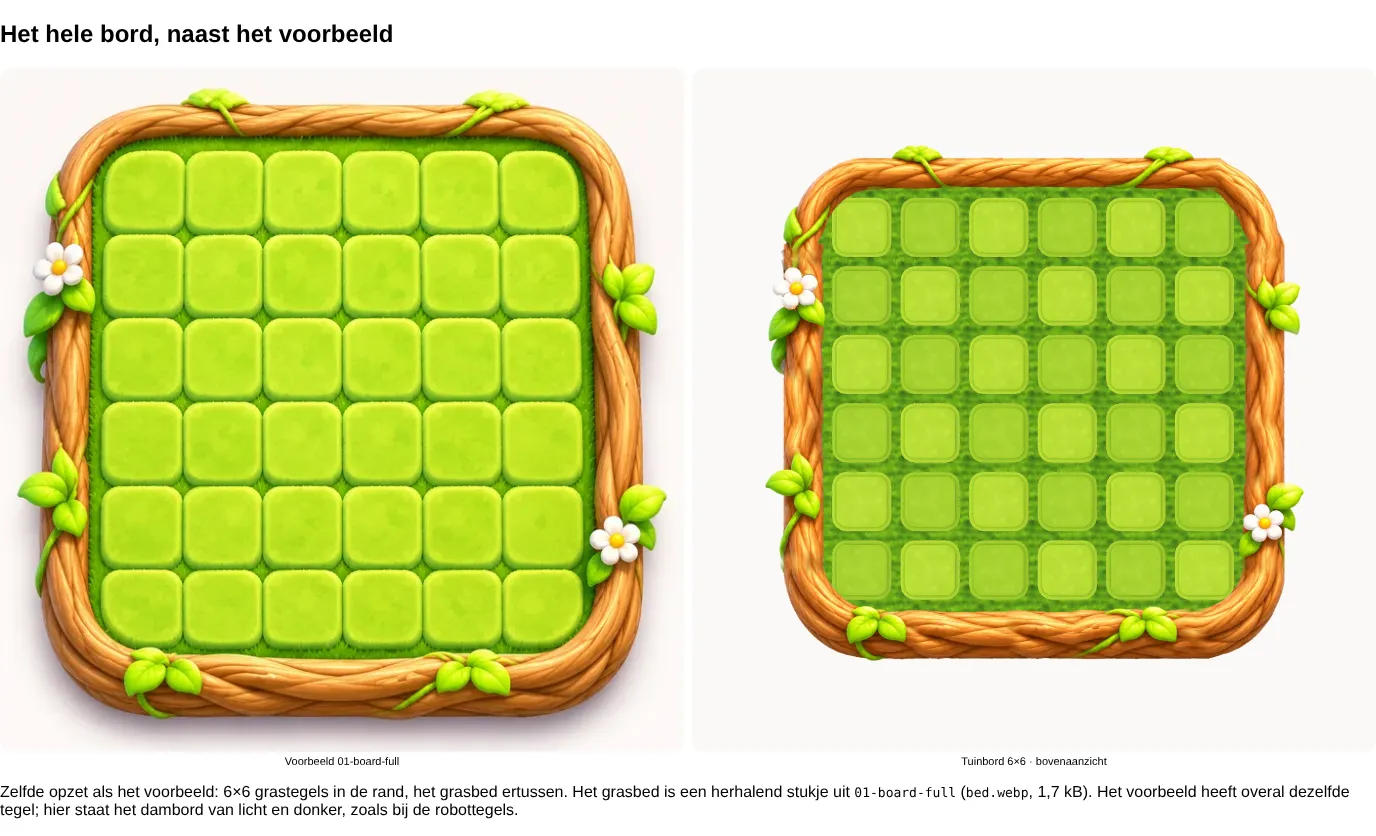 Het hele bord, naast het voorbeeld
Voorbeeld 01-board-full
Tuinbord 6×6 · bovenaanzicht
Zelfde opzet als het voorbeeld: 6×6 grastegels in de rand, het grasbed ertussen. Het grasbed is een herhalend stukje uit 01-board-full (bed.webp, 1,7 kB). Het voorbeeld heeft overal dezelfde
tegel; hier staat het dambord van licht en donker, zoals bij de robottegels.